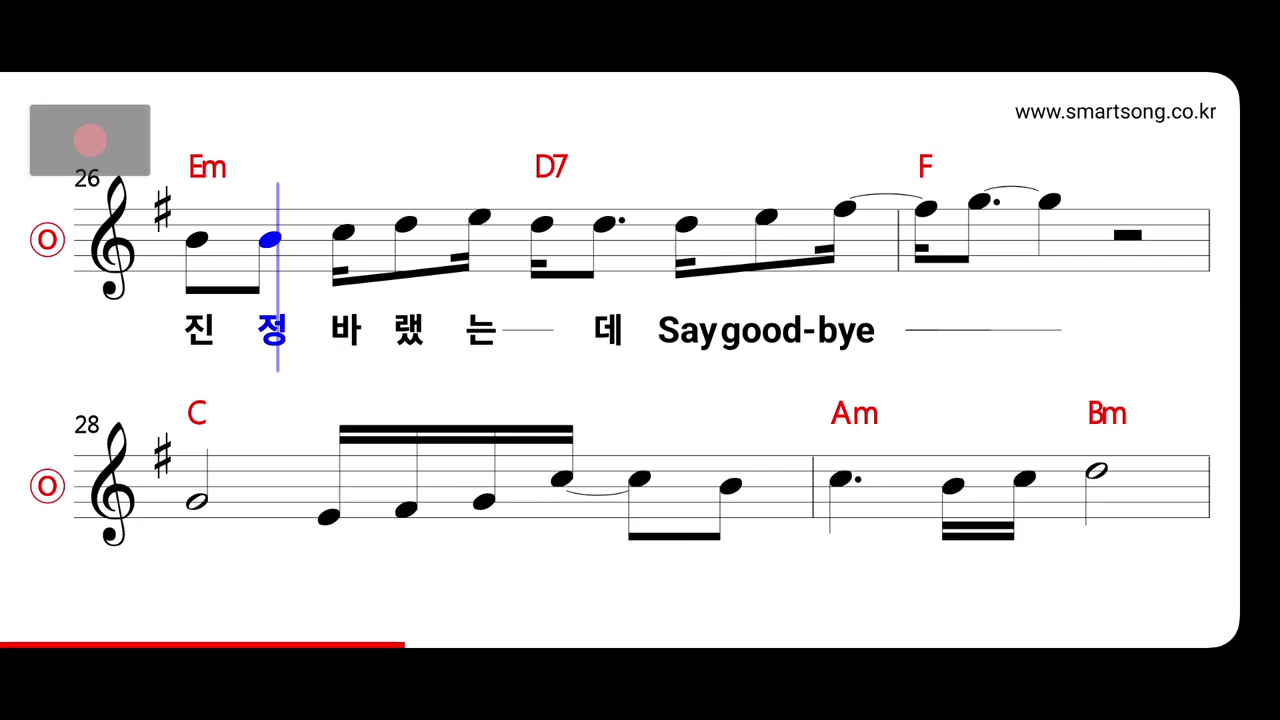 www.smartsong.co.kr
26
Em D7 F
O
진 정 바 랬 는 데 Say good-bye
28
C Am Bm
O